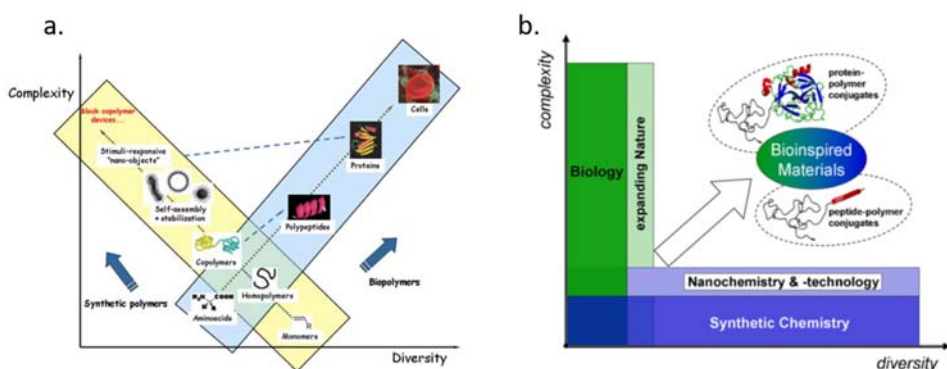 a.
Complexity
Block copolymer
devices...
Stimuli-responsive
"nano-objects"
Self-assembly
+ stabilization
Copolymers
Homopolymers
Monomers
Synthetic polymers
Cells
Proteins
Polypeptides
Aminoacids
H₂N COOH
R
R
Biopolymers
Diversity
b.
complexity
Biology
expanding Nature
protein-
polymer
conjugates
Bioinspired
Materials
peptide-polymer
conjugates
Nanochemistry & -technology
Synthetic Chemistry
diversity